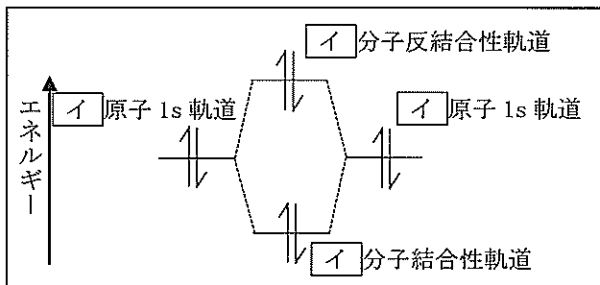 イ 分子反結合性軌道
イ 原子 1s 軌道
イ 原子 1s 軌道
エネルギー
イ 分子結合性軌道